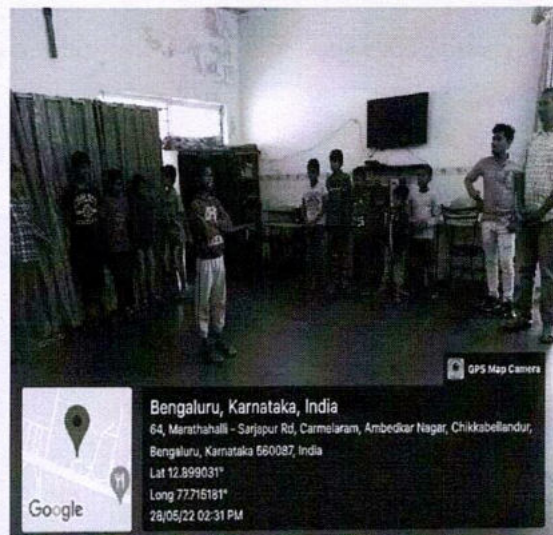 GPS Map Camera
Bengaluru, Karnataka, India
64, Marathahalli - Sarjapur Rd, Carmelaram, Ambedkar Nagar, Chikkabellandur,
Bengaluru, Karnataka 560087, India
Lat 12.899031°
Long 77.715181°
28/05/22 02:31 PM
Google